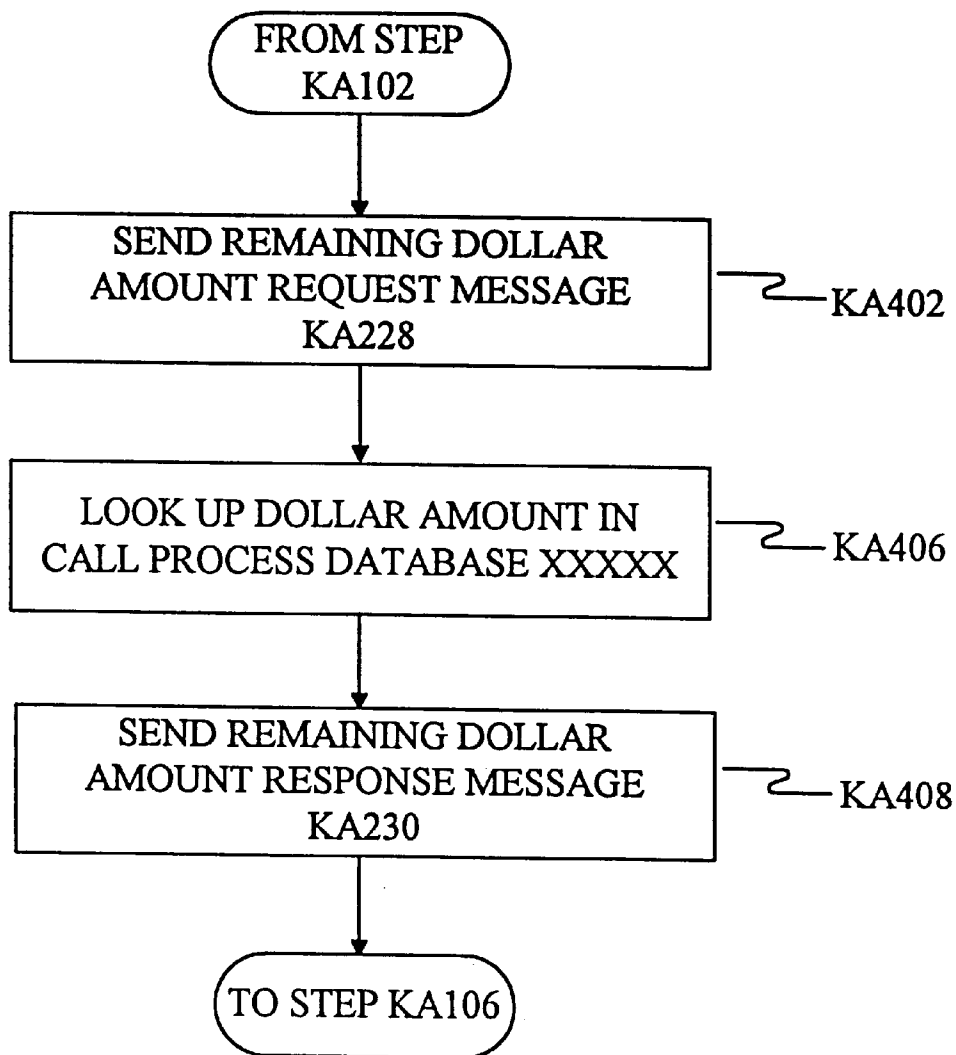 FROM STEP
KA102
SEND REMAINING DOLLAR
AMOUNT REQUEST MESSAGE
KA228
KA402
LOOK UP DOLLAR AMOUNT IN
CALL PROCESS DATABASE XXXXX
KA406
SEND REMAINING DOLLAR
AMOUNT RESPONSE MESSAGE
KA230
KA408
TO STEP KA106